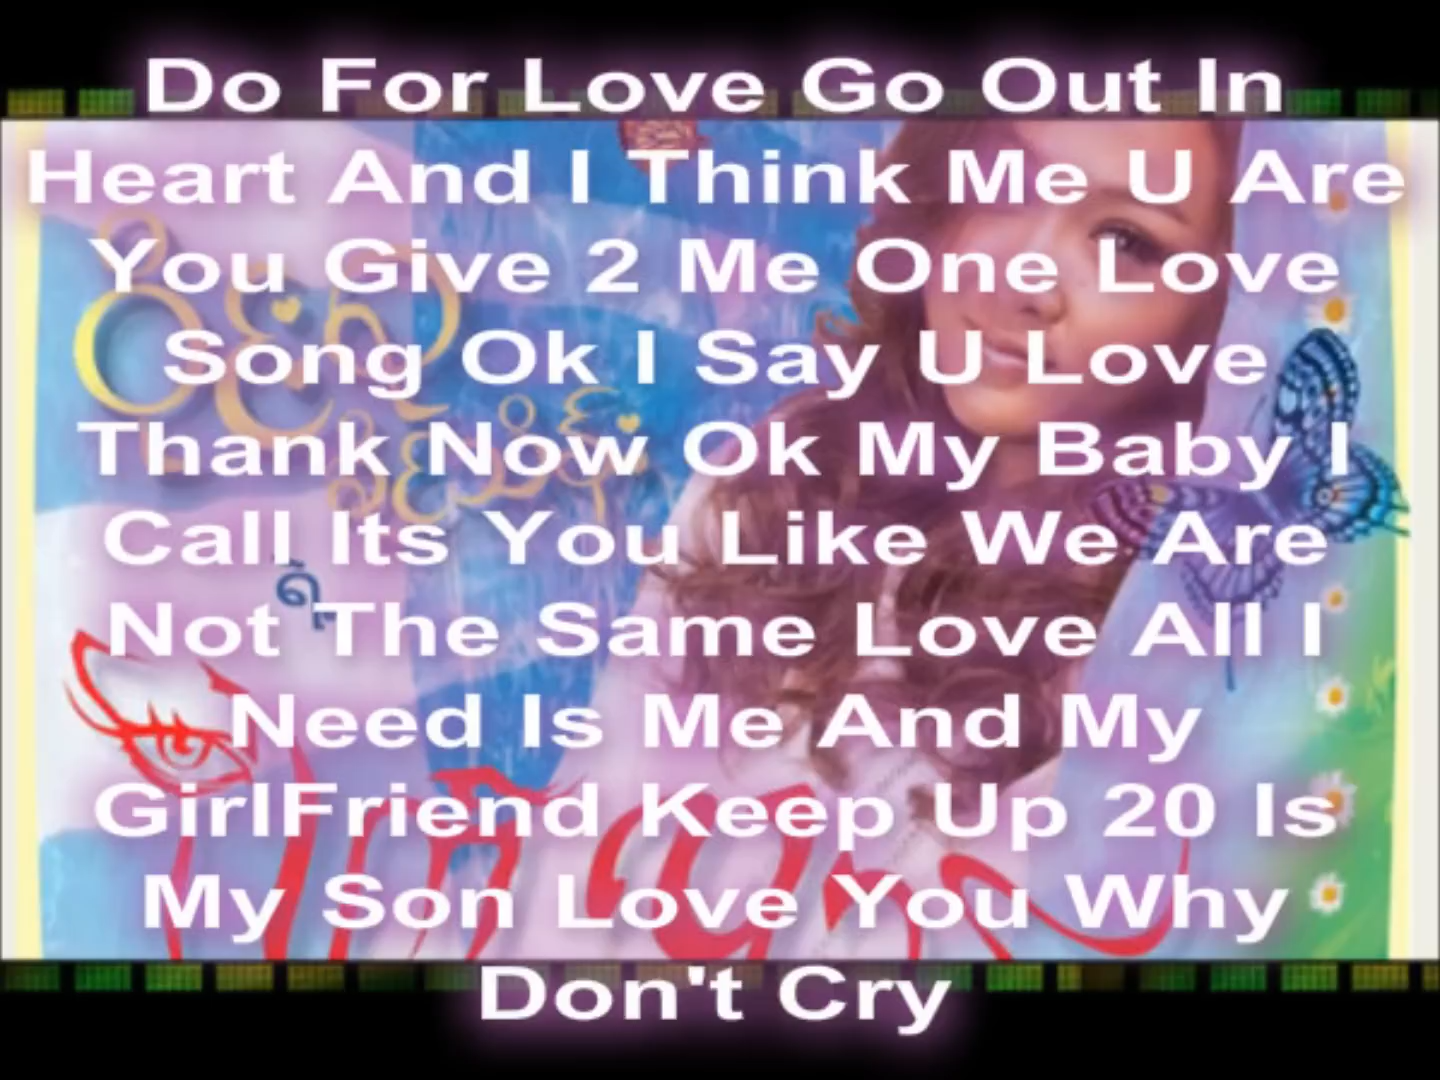 Do For Love Go Out In
Heart And I Think Me U Are
You Give 2 Me One Love
Song Ok I Say U Love
Thank Now Ok My Baby I
Call Its You Like We Are
Not The Same Love All I
Need Is Me And My
GirlFriend Keep Up 20 Is
My Son Love You Why
Don't Cry